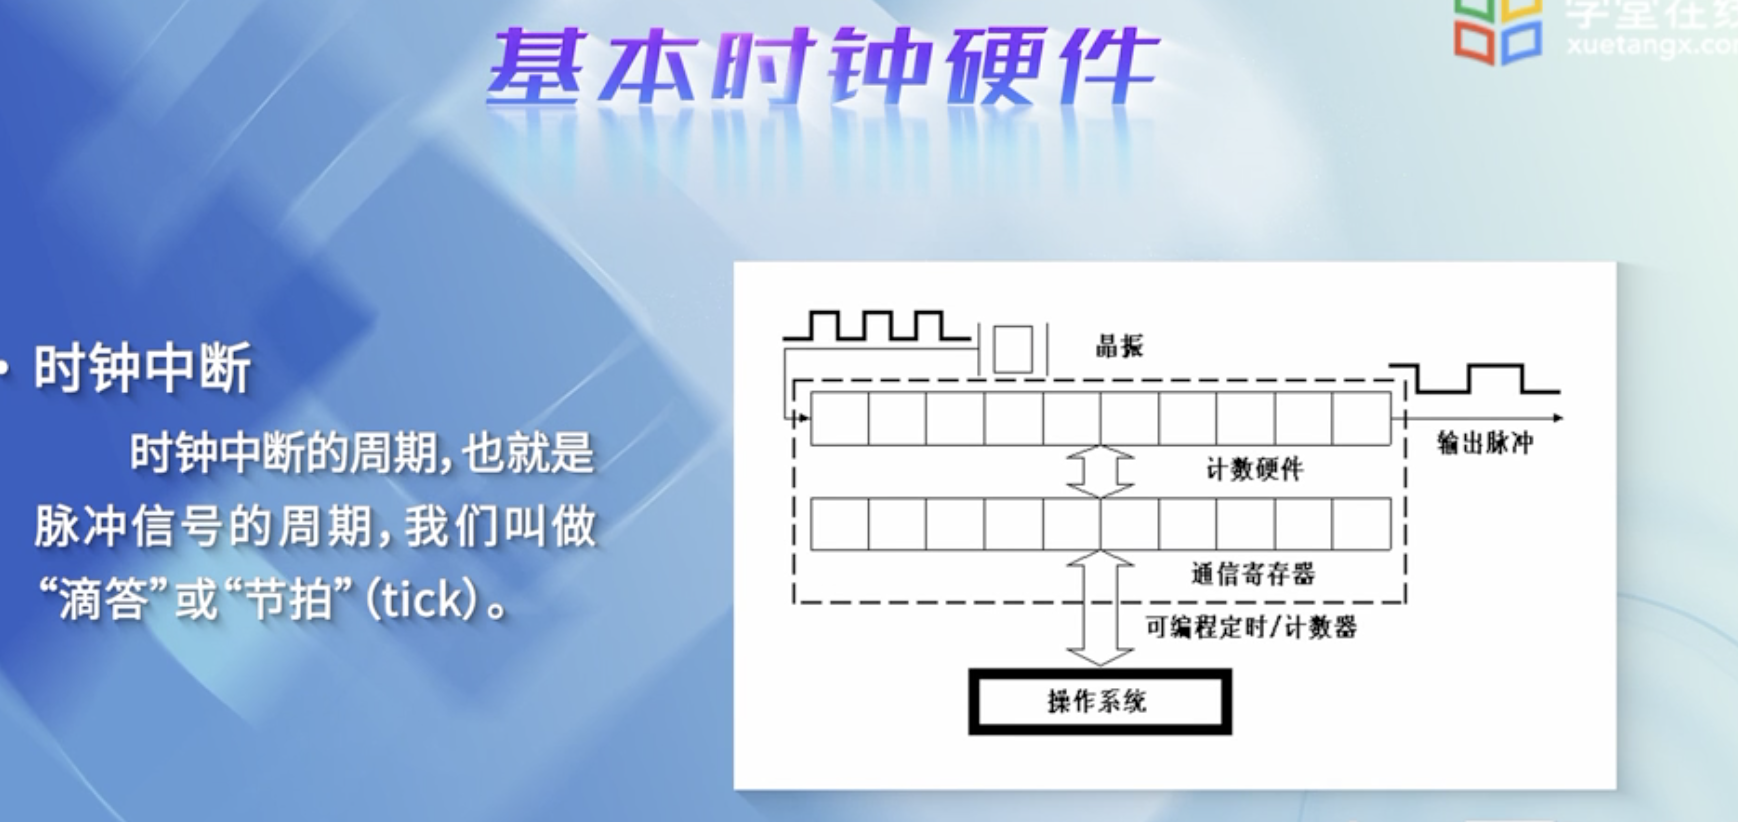 学堂在线
xuetangx.com
基本时钟硬件
• 时钟中断
时钟中断的周期，也就是
脉冲信号的周期，我们叫做
“滴答”或“节拍”（tick）。
晶振
输出脉冲
计数硬件
通信寄存器
可编程定时/计数器
操作系统